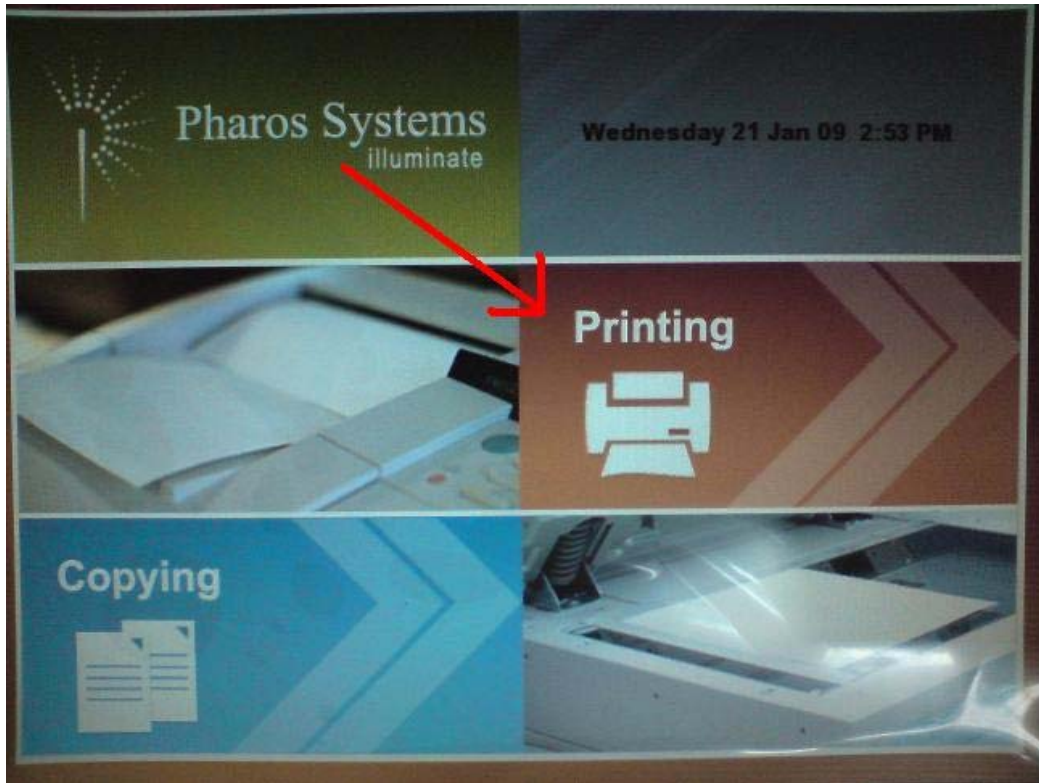 Pharos Systems
illuminate
Wednesday 21 Jan 09 2:53 PM
Printing
Copying